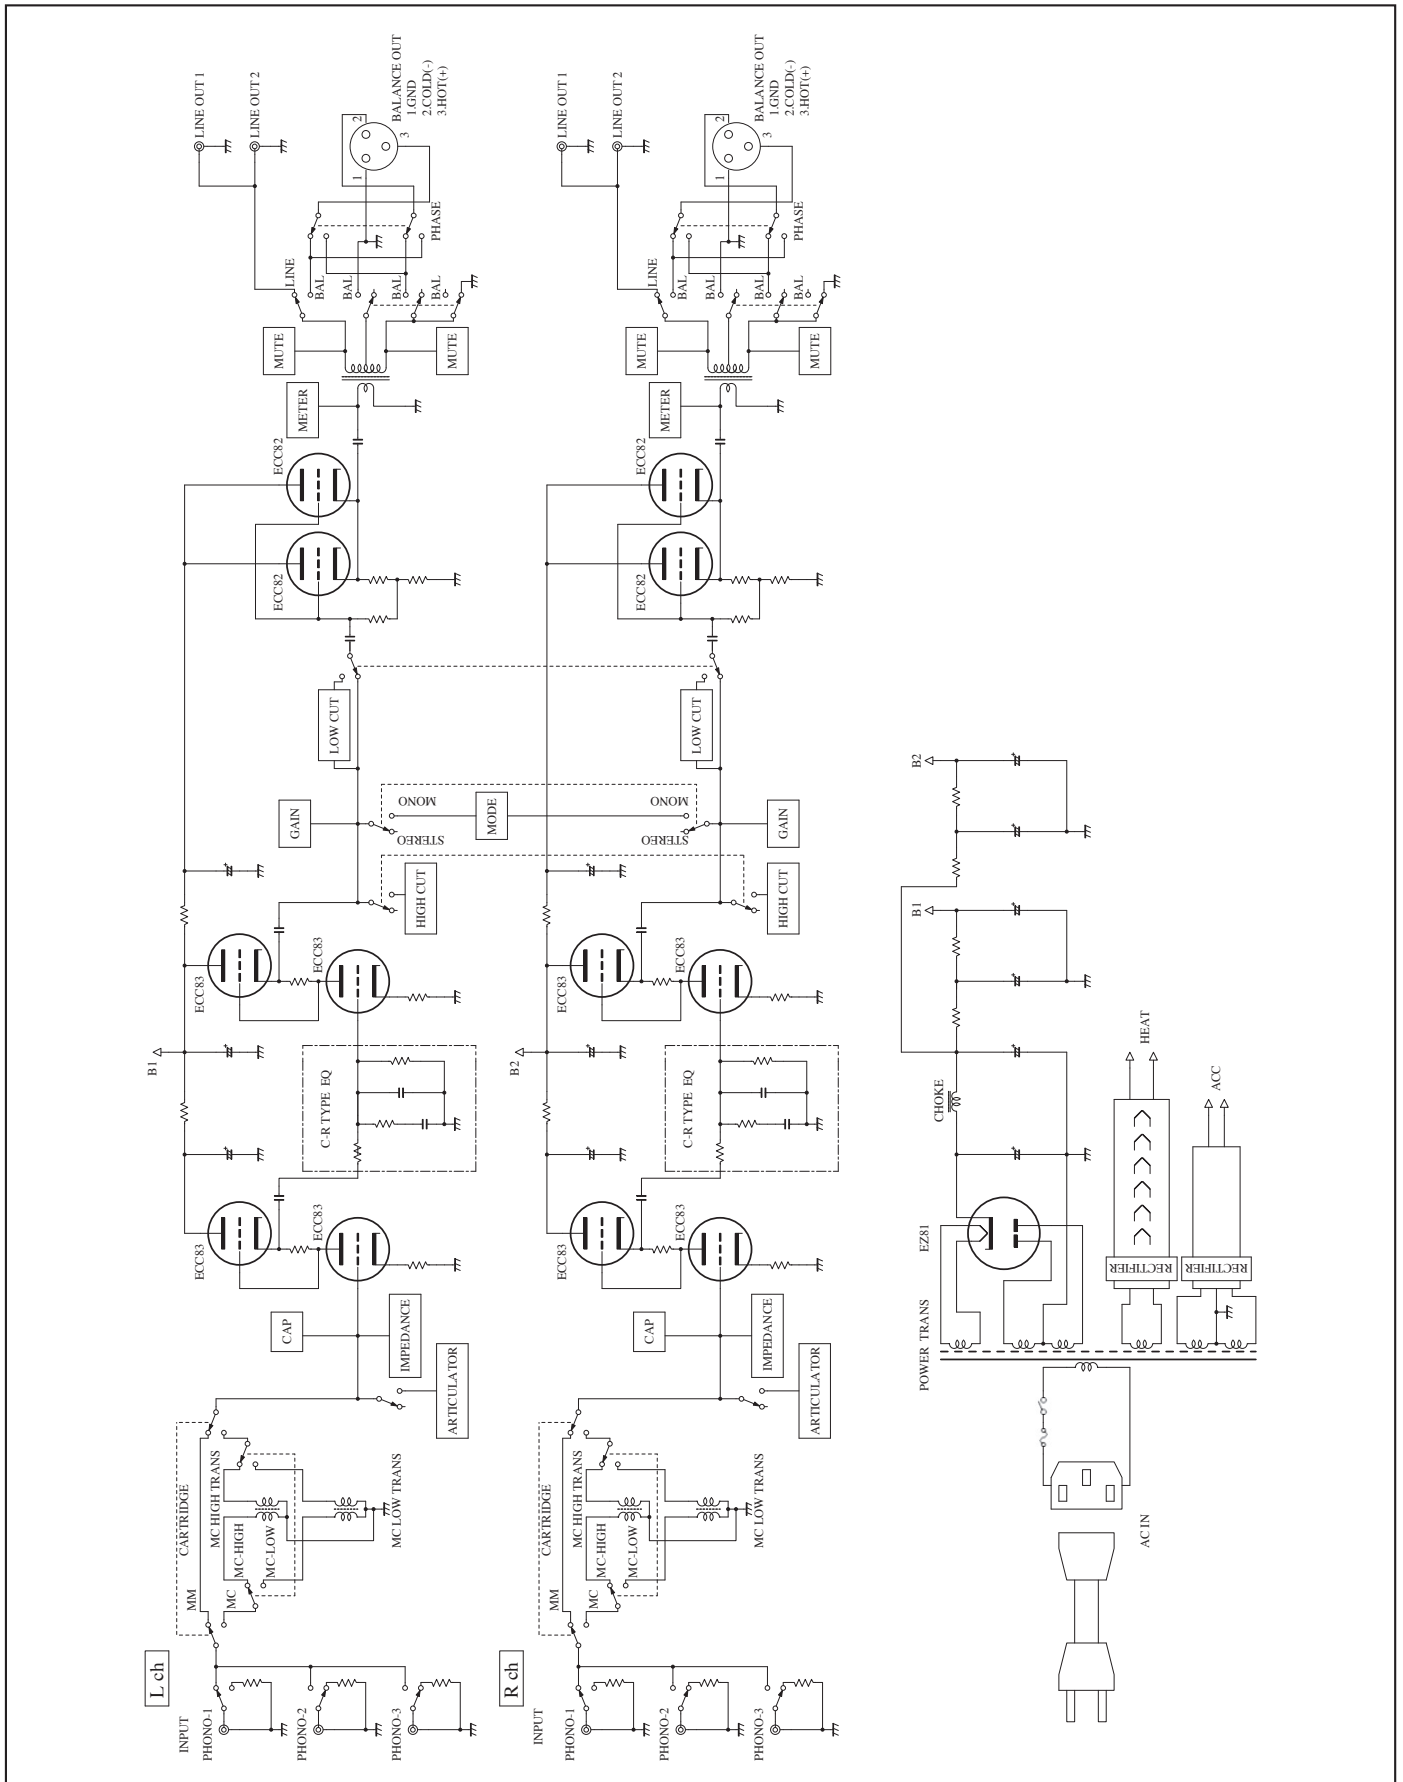 L ch
INPUT
PHONO-1
PHONO-2
PHONO-3
MM
MC
CARTRIDGE
MC HIGH TRANS
MC-HIGH
MC-LOW
MC LOW TRANS
ARTICULATOR
CAP
IMPEDANCE
ECC83
ECC83
C-R TYPE EQ
B1
ECC83
ECC83
HIGH CUT
GAIN
STEREO
MONO
MODE
LOW CUT
ECC82
ECC82
METER
MUTE
MUTE
LINE
BAL
BAL
BAL
BAL
PHASE
LINE OUT 1
LINE OUT 2
1
2
3
BALANCE OUT
1.GND
2.COLD(-)
3.HOT(+)
R ch
INPUT
PHONO-1
PHONO-2
PHONO-3
MM
MC
CARTRIDGE
MC HIGH TRANS
MC-HIGH
MC-LOW
MC LOW TRANS
ARTICULATOR
CAP
IMPEDANCE
ECC83
ECC83
C-R TYPE EQ
B2
ECC83
ECC83
HIGH CUT
GAIN
STEREO
MONO
LOW CUT
ECC82
ECC82
METER
MUTE
MUTE
LINE
BAL
BAL
BAL
BAL
PHASE
LINE OUT 1
LINE OUT 2
1
2
3
BALANCE OUT
1.GND
2.COLD(-)
3.HOT(+)
AC IN
POWER TRANS
EZ81
RECTIFIER
RECTIFIER
CHOKE
HEAT
ACC
B1
B2